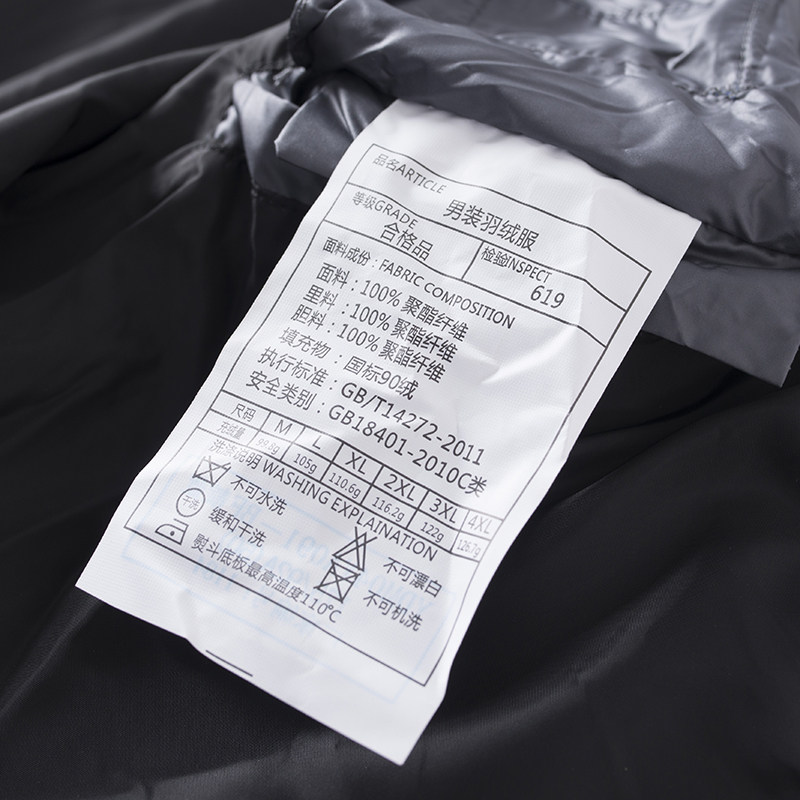 品名ARTICLE 男装羽绒服
等级GRADE 合格品 检验INSPECT 619
面料成份：FABRIC COMPOSITION
面料：100% 聚酯纤维
里料：100% 聚酯纤维
胆料：100% 聚酯纤维
填充物：国标90绒
执行标准：GB/T14272-2011
安全类别：GB18401-2010C类
尺码 M L XL 2XL 3XL 4XL
充绒量 99.8g 105g 110.6g 116.2g 122g 126.7g
洗涤说明 WASHING EXPLAINATION
不可水洗 不可漂白
干洗 缓和干洗 不可机洗
熨斗底板最高温度110℃